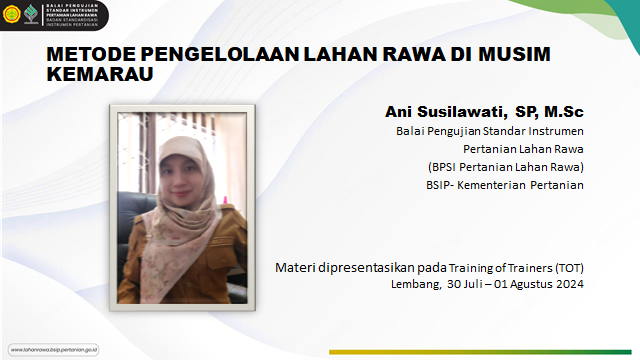 BALAI PENGUJIAN
STANDAR INSTRUMEN
PERTANIAN LAHAN RAWA
BADAN STANDARDISASI
INSTRUMEN PERTANIAN
METODE PENGELOLAAN LAHAN RAWA DI MUSIM
KEMARAU
Ani Susilawati, SP, M.Sc
Balai Pengujian Standar Instrumen
Pertanian Lahan Rawa
(BPSI Pertanian Lahan Rawa)
BSIP- Kementerian Pertanian
Materi dipresentasikan pada Training of Trainers (TOT)
Lembang, 30 Juli – 01 Agustus 2024
www.lahanrawa.bsip.pertanian.go.id